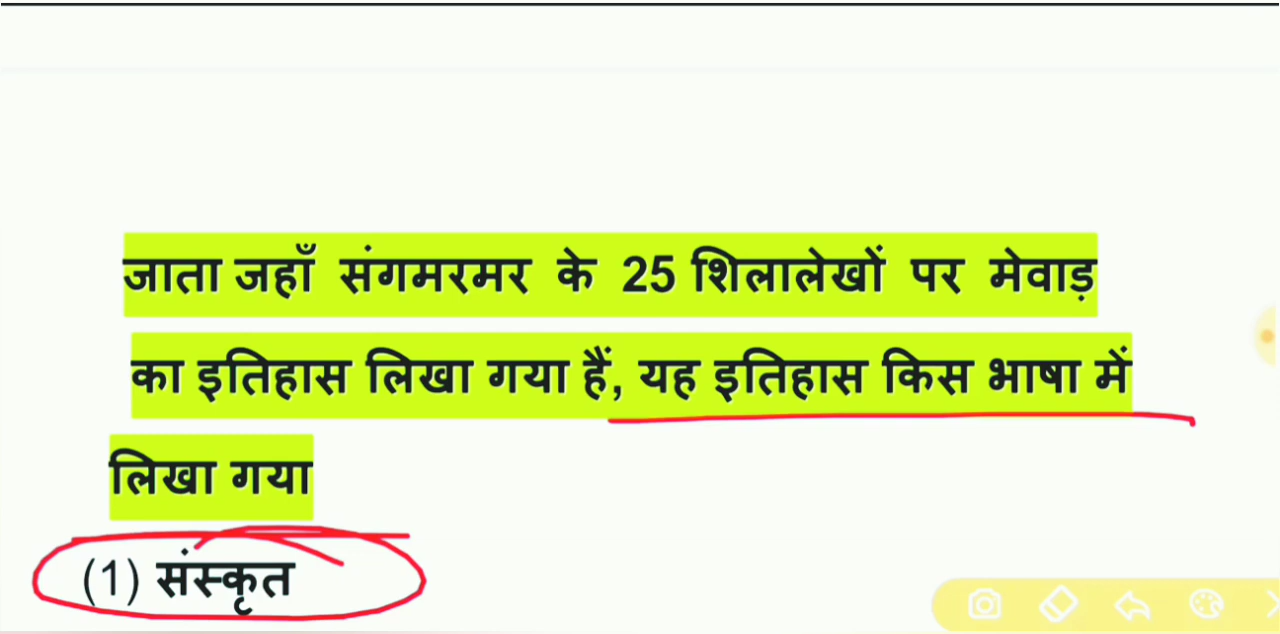 जाता जहाँ संगमरमर के 25 शिलालेखों पर मेवाड़
का इतिहास लिखा गया हैं, यह इतिहास किस भाषा में
लिखा गया
(1) संस्कृत